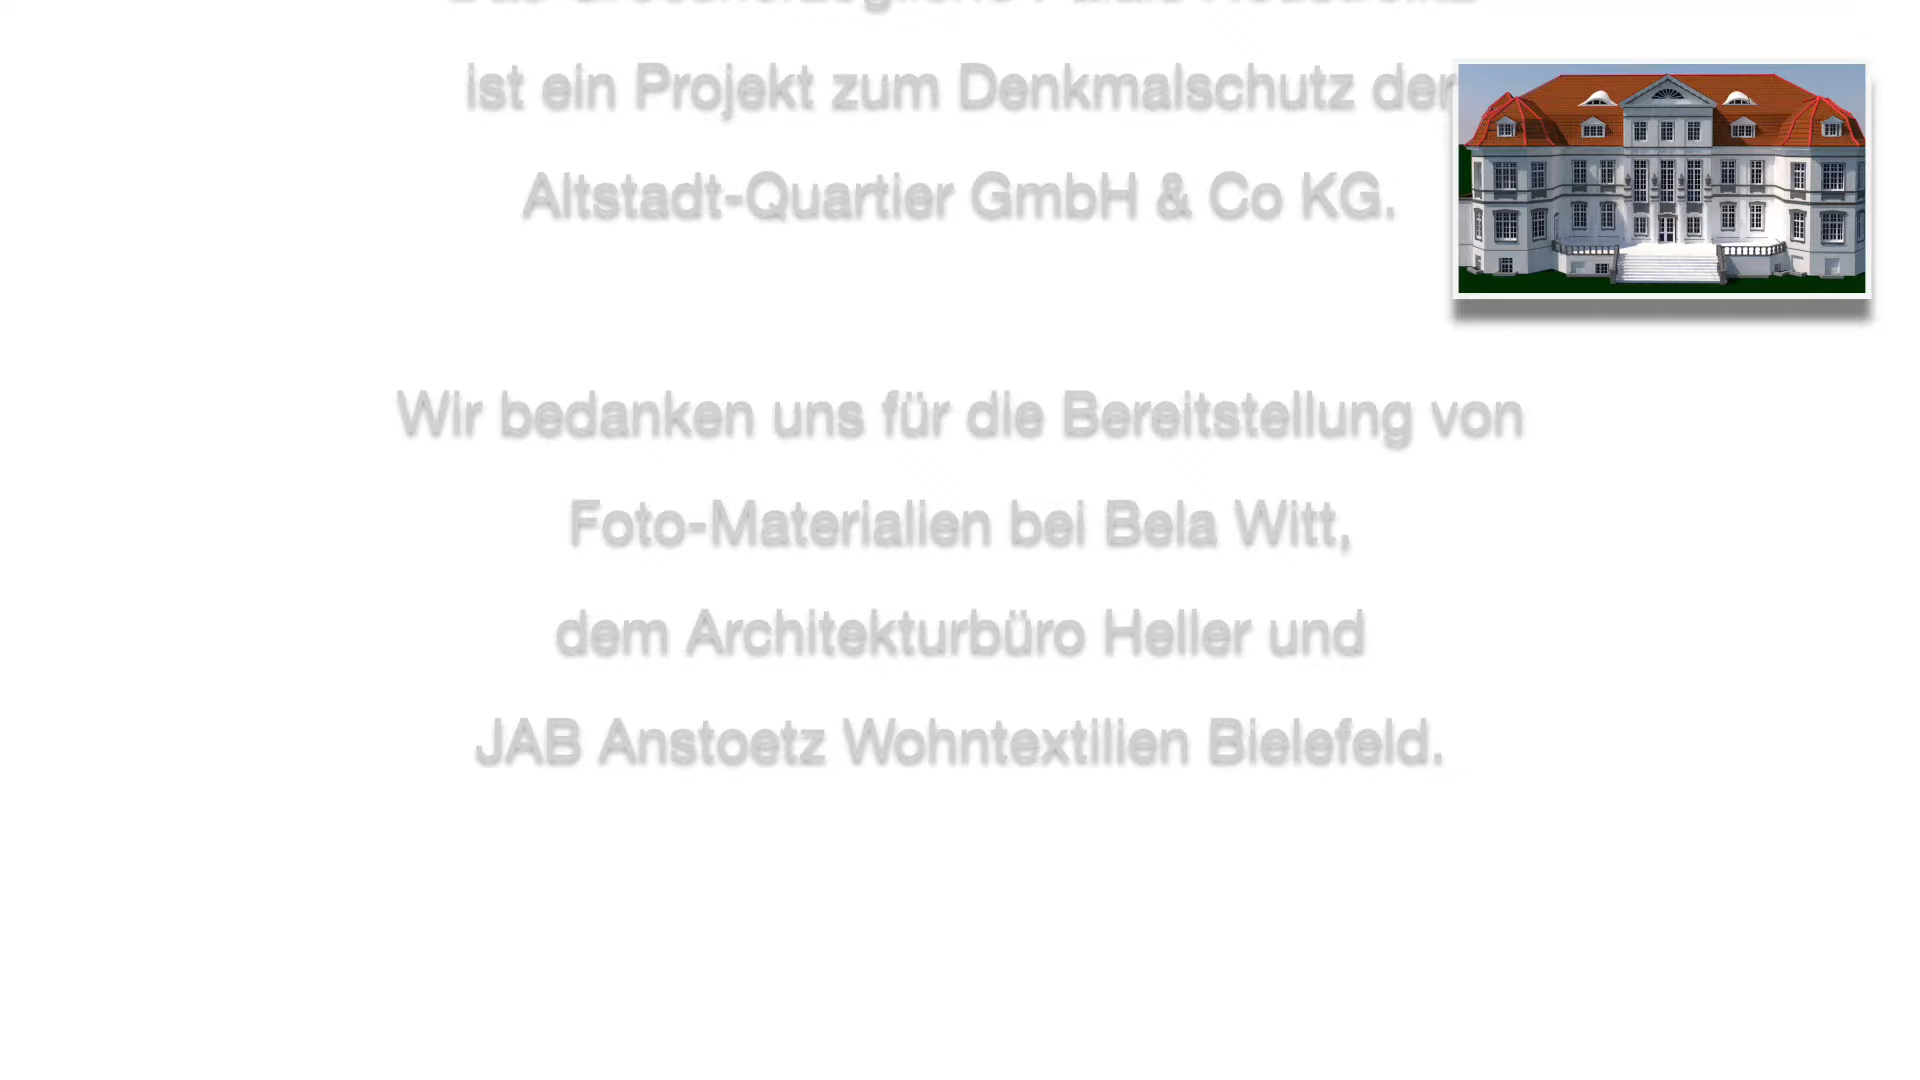 ist ein Projekt zum Denkmalschutz der
Altstadt-Quartier GmbH & Co KG.
Wir bedanken uns für die Bereitstellung von
Foto-Materialien bei Bela Witt,
dem Architekturbüro Heller und
JAB Anstoetz Wohntextilien Bielefeld.